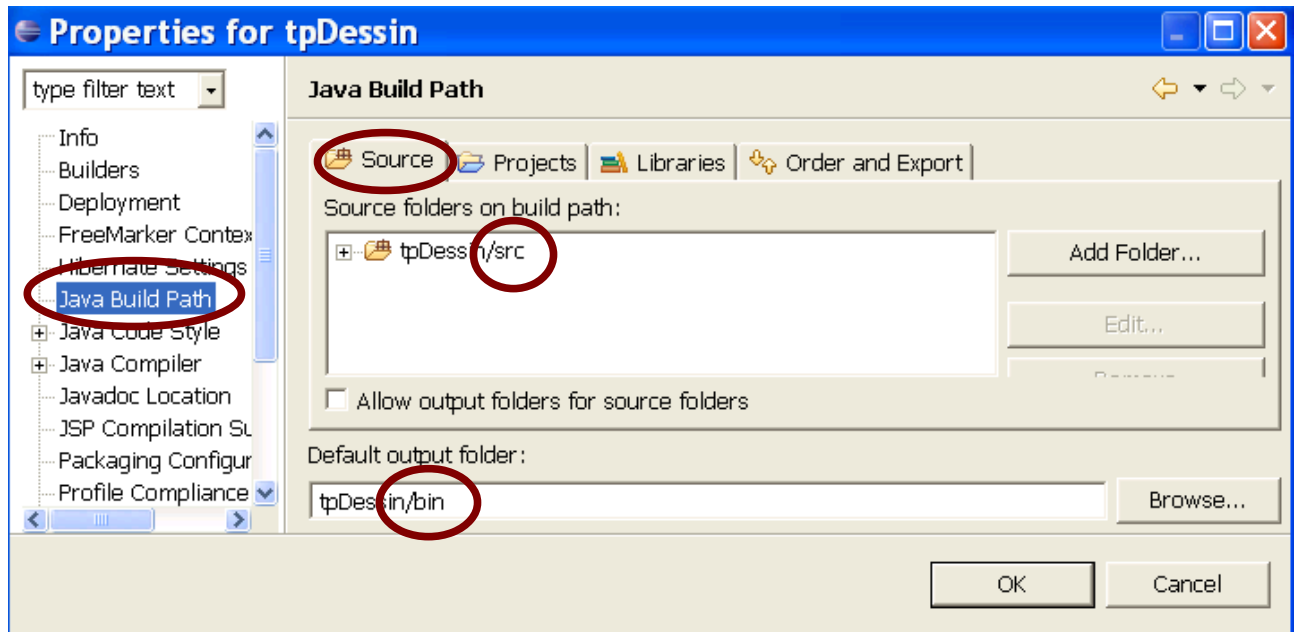 Properties for tpDessin
type filter text
Info
Builders
Deployment
FreeMarker Contex
Hibernate Settings
Java Build Path
Java Code Style
Java Compiler
Javadoc Location
JSP Compilation Su
Packaging Configur
Profile Compliance
Java Build Path
Source Projects Libraries Order and Export
Source folders on build path:
tpDessin/src
Add Folder...
Edit...
Remove
Allow output folders for source folders
Default output folder:
tpDessin/bin
Browse...
OK Cancel